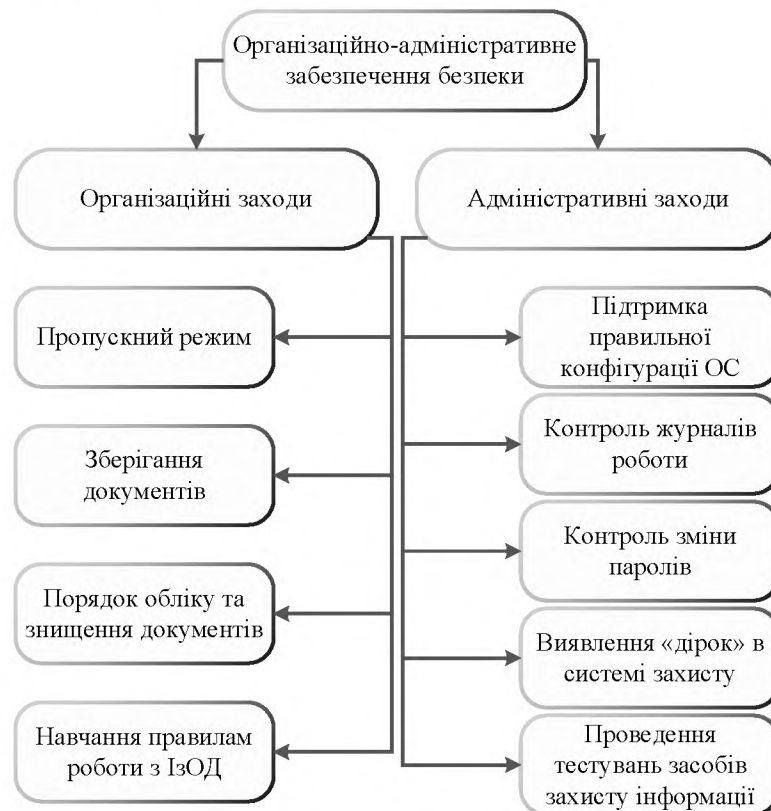 Організаційно-адміністративне
забезпечення безпеки
Організаційні заходи
Адміністративні заходи
Пропускний режим
Зберігання
документів
Порядок обліку та
знищення документів
Навчання правилам
роботи з ІзОД
Підтримка
правильної
конфігурації ОС
Контроль журналів
роботи
Контроль зміни
паролів
Виявлення «дірок» в
системі захисту
Проведення
тестувань засобів
захисту інформації